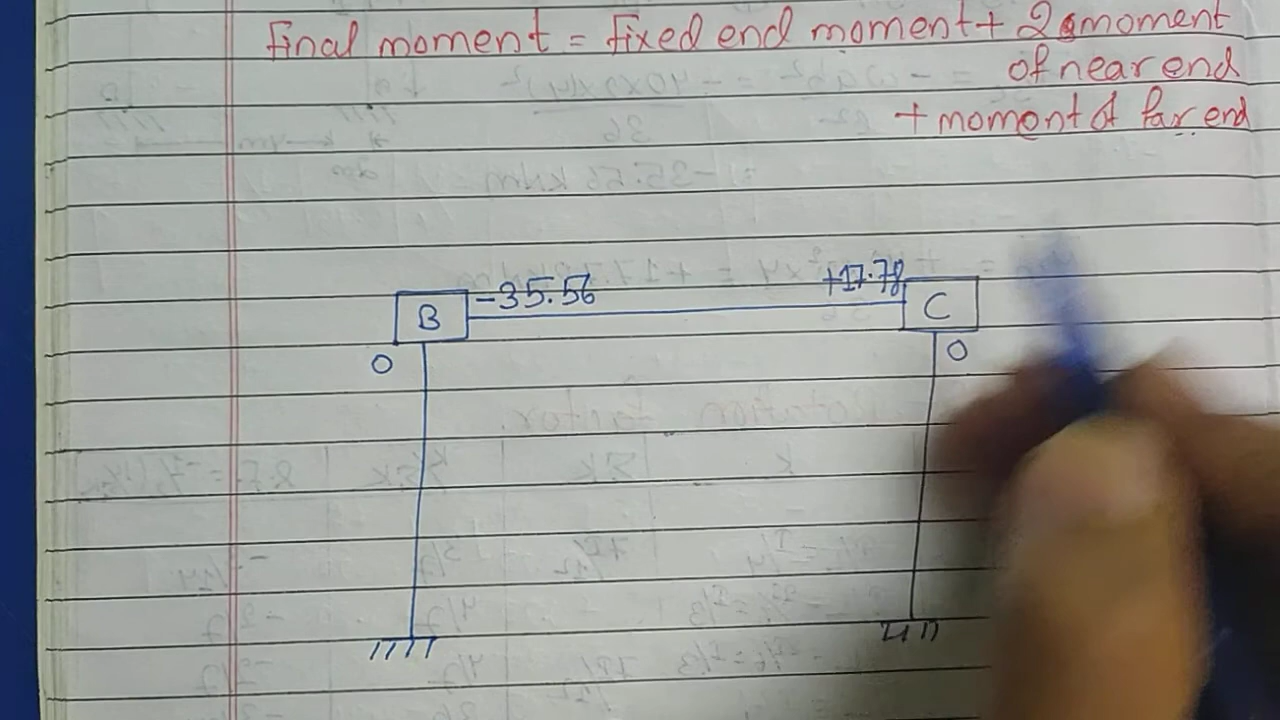 Final moment = fixed end moment + 2 moment
of near end
+ moment of far end
-35.56
+17.78
B
C
0
0